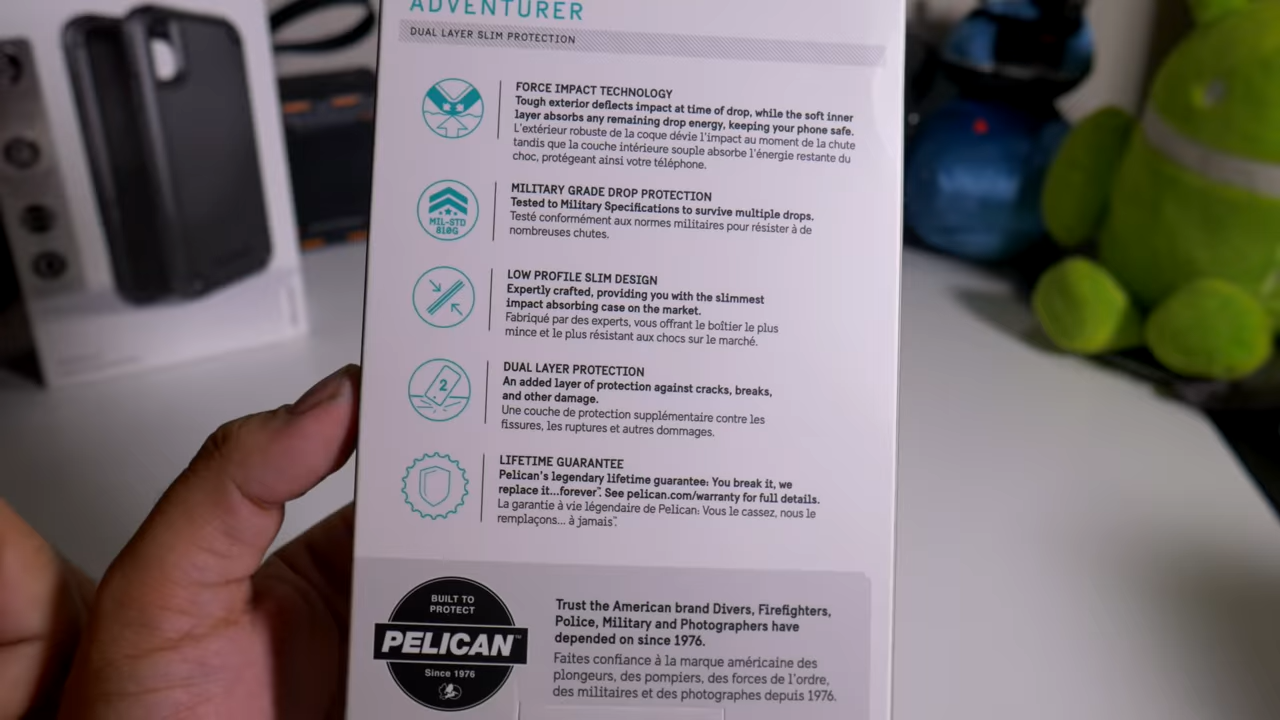 ADVENTURER
DUAL LAYER SLIM PROTECTION
FORCE IMPACT TECHNOLOGY
Tough exterior deflects impact at time of drop, while the soft inner
layer absorbs any remaining drop energy, keeping your phone safe.
L'extérieur robuste de la coque dévie l'impact au moment de la chute
tandis que la couche intérieure souple absorbe l'énergie restante du
choc, protégeant ainsi votre téléphone.
MIL-STD
810G
MILITARY GRADE DROP PROTECTION
Tested to Military Specifications to survive multiple drops.
Testé conformément aux normes militaires pour résister à de
nombreuses chutes.
LOW PROFILE SLIM DESIGN
Expertly crafted, providing you with the slimmest
impact absorbing case on the market.
Fabriqué par des experts, vous offrant le boîtier le plus
mince et le plus résistant aux chocs sur le marché.
2
DUAL LAYER PROTECTION
An added layer of protection against cracks, breaks,
and other damage.
Une couche de protection supplémentaire contre les
fissures, les ruptures et autres dommages.
LIFETIME GUARANTEE
Pelican's legendary lifetime guarantee: You break it, we
replace it...forever™. See pelican.com/warranty for full details.
La garantie à vie légendaire de Pelican: Vous le cassez, nous le
remplaçons... à jamais™.
BUILT TO
PROTECT
PELICAN™
Since 1976
Trust the American brand Divers, Firefighters,
Police, Military and Photographers have
depended on since 1976.
Faites confiance à la marque américaine des
plongeurs, des pompiers, des forces de l'ordre,
des militaires et des photographes depuis 1976.